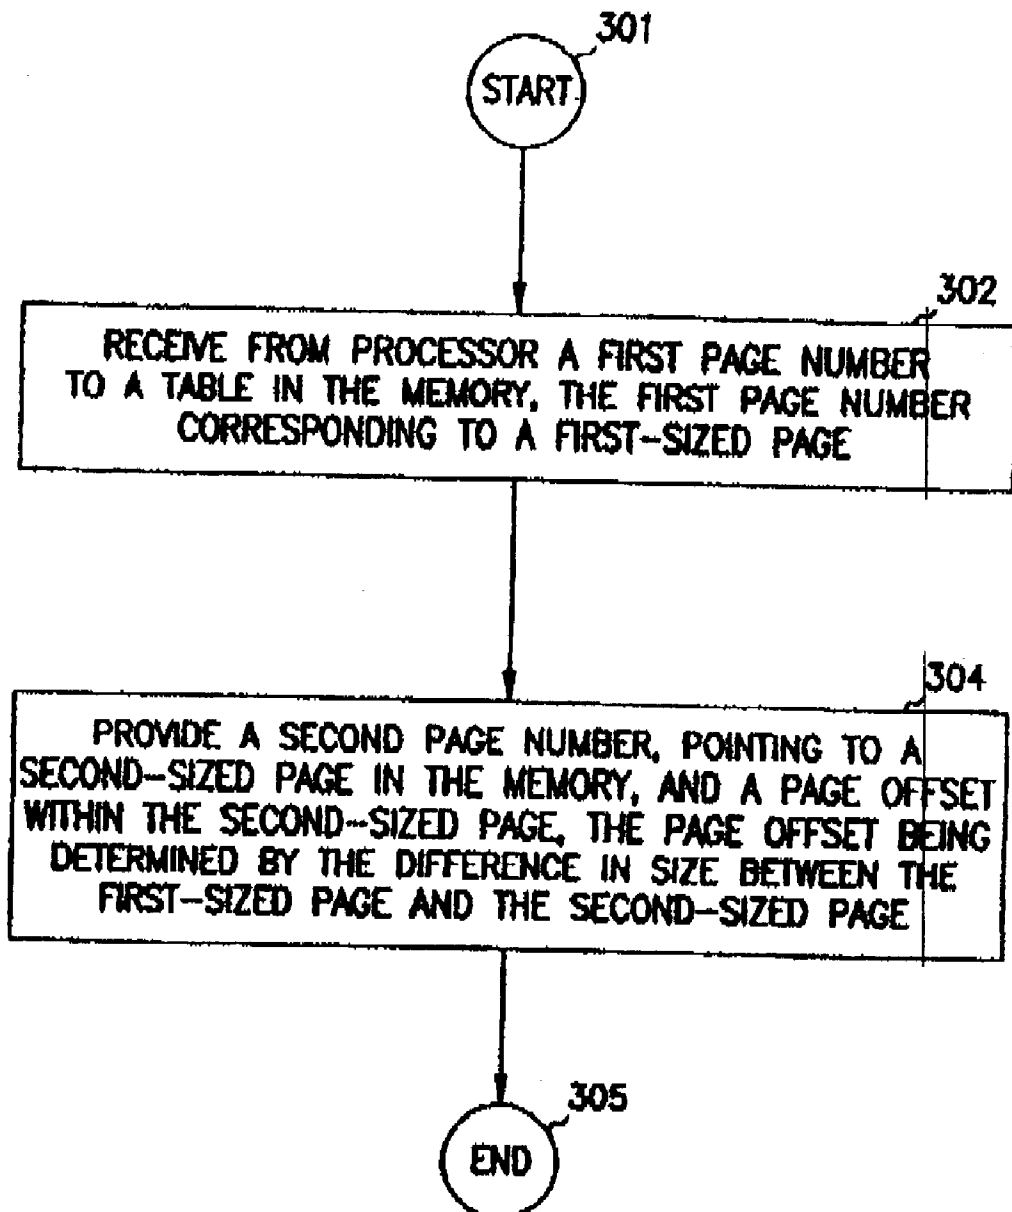 301
START
302
RECEIVE FROM PROCESSOR A FIRST PAGE NUMBER
TO A TABLE IN THE MEMORY, THE FIRST PAGE NUMBER
CORRESPONDING TO A FIRST-SIZED PAGE
304
PROVIDE A SECOND PAGE NUMBER, POINTING TO A
SECOND-SIZED PAGE IN THE MEMORY, AND A PAGE OFFSET
WITHIN THE SECOND-SIZED PAGE, THE PAGE OFFSET BEING
DETERMINED BY THE DIFFERENCE IN SIZE BETWEEN THE
FIRST-SIZED PAGE AND THE SECOND-SIZED PAGE
305
END